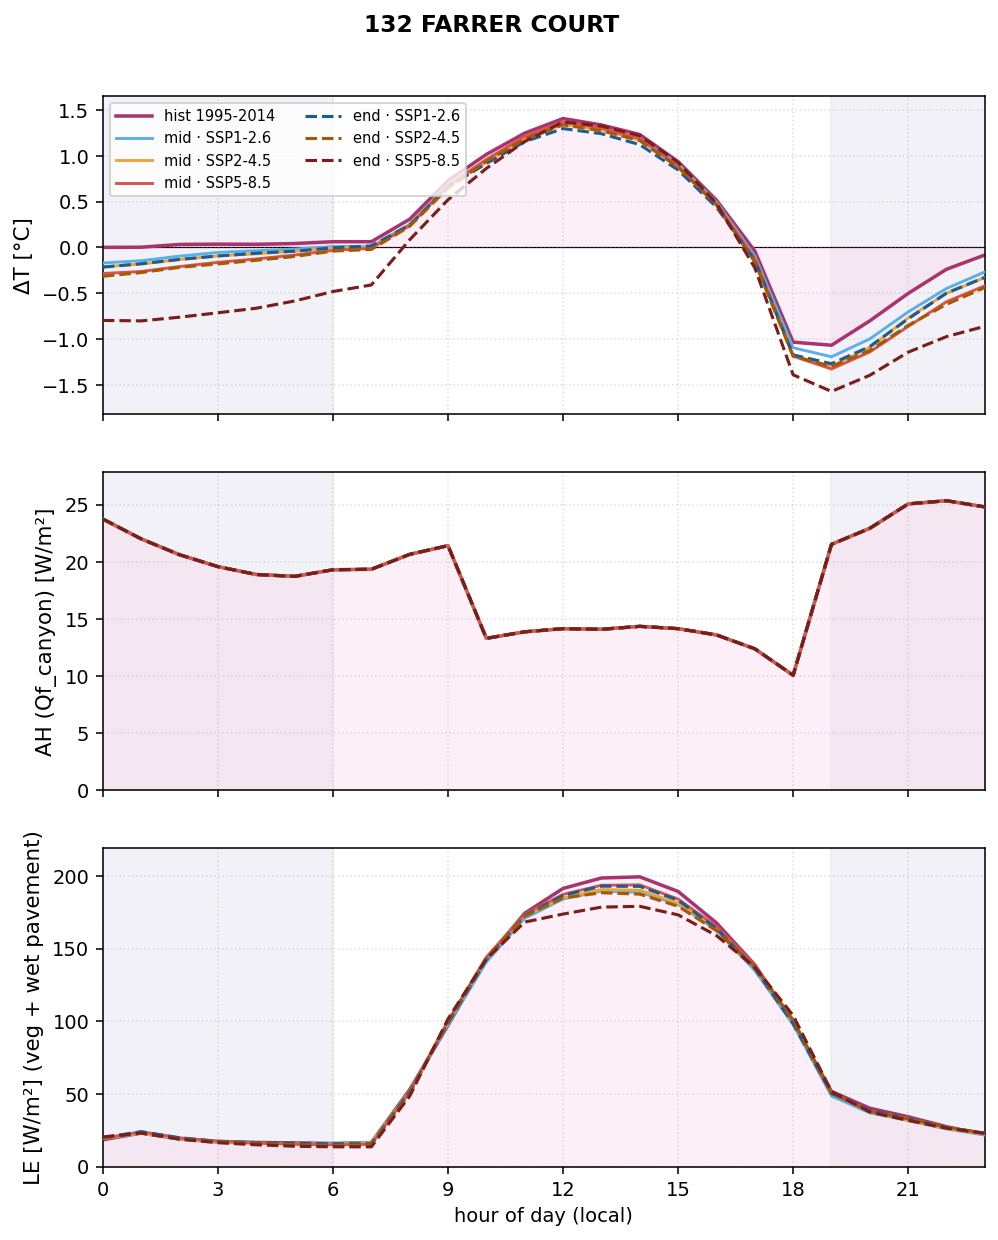 132 FARRER COURT
ΔT [°C]
1.5
1.0
0.5
0.0
−0.5
−1.0
−1.5
hist 1995-2014
mid · SSP1-2.6
mid · SSP2-4.5
mid · SSP5-8.5
end · SSP1-2.6
end · SSP2-4.5
end · SSP5-8.5
AH (Qf_canyon) [W/m²]
25
20
15
10
5
0
LE [W/m²] (veg + wet pavement)
200
150
100
50
0
0 3 6 9 12 15 18 21
hour of day (local)